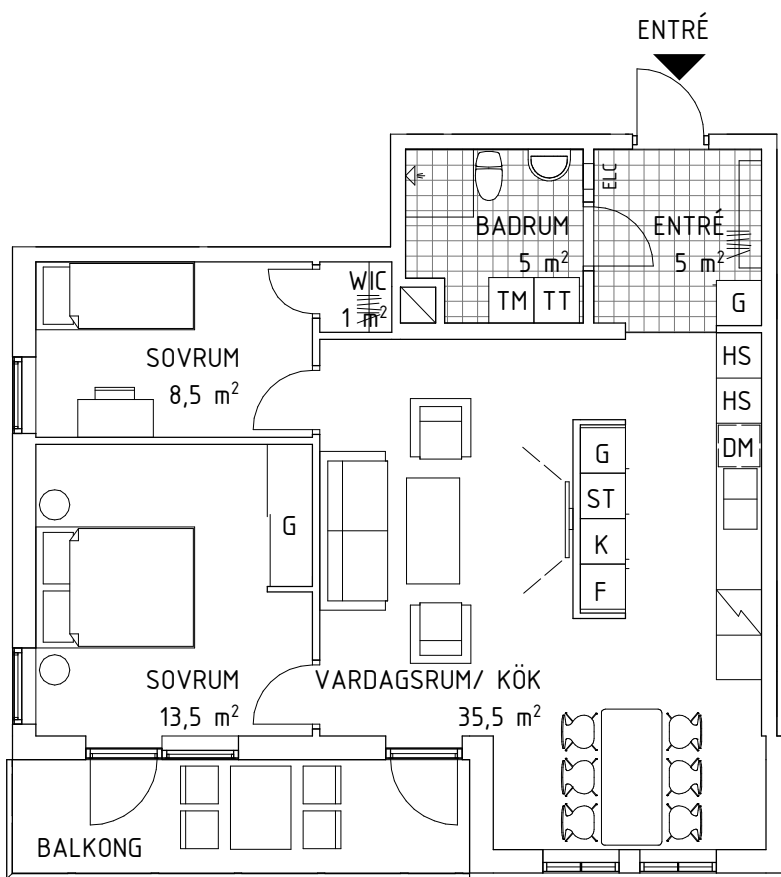 ENTRÉ
ELC
BADRUM
5 m²
ENTRÉ
5 m²
WIC
1 m²
TM
TT
G
SOVRUM
8,5 m²
HS
HS
DM
G
ST
K
F
G
SOVRUM
13,5 m²
VARDAGSRUM/ KÖK
35,5 m²
BALKONG